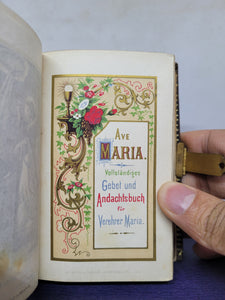 AVE
MARIA.
Vollständiges
Gebet und
Andachtsbuch
für
Verehrer Mariä.